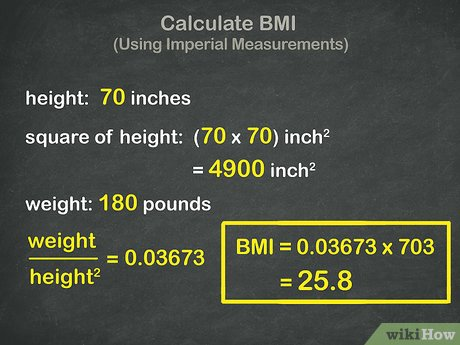 Calculate BMI
(Using Imperial Measurements)
height: 70 inches
square of height: (70 x 70) inch²
= 4900 inch²
weight: 180 pounds
weight
height²
= 0.03673
BMI = 0.03673 x 703
= 25.8
wikiHow